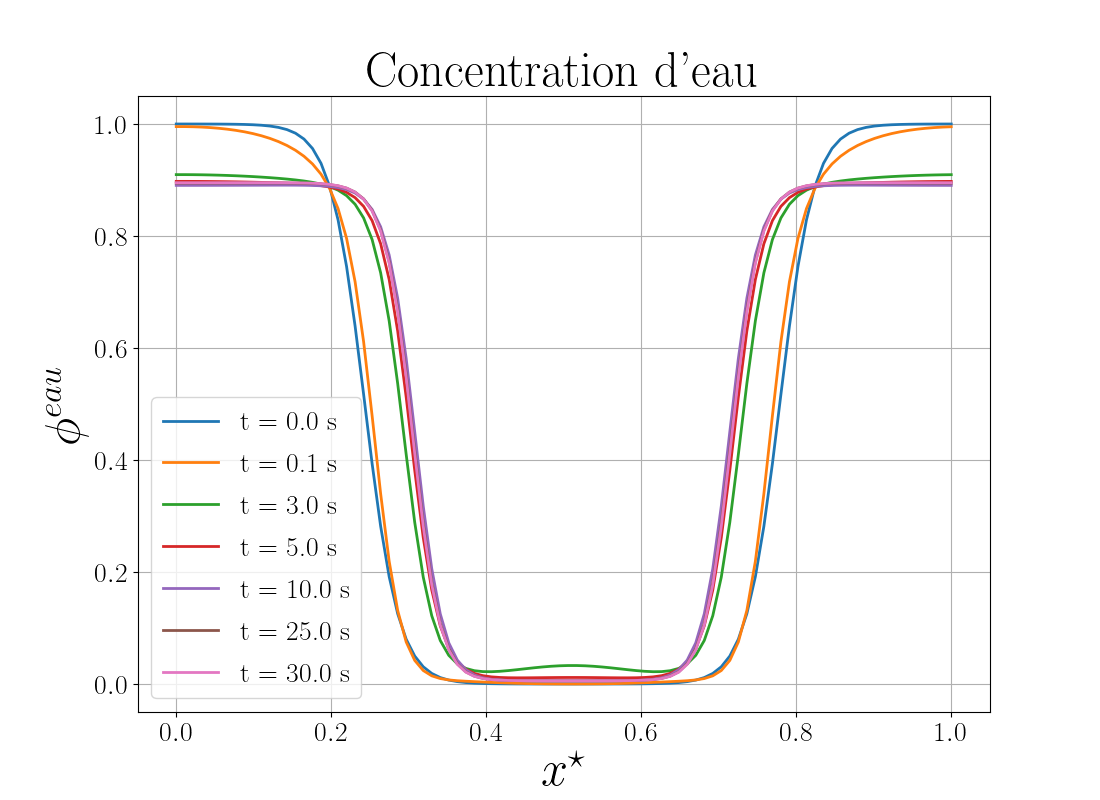 Concentration d'eau
1.0
0.8
0.6
0.4
0.2
0.0
ϕ^{eau}
t = 0.0 s
t = 0.1 s
t = 3.0 s
t = 5.0 s
t = 10.0 s
t = 25.0 s
t = 30.0 s
0.0 0.2 0.4 0.6 0.8 1.0
x^⋆